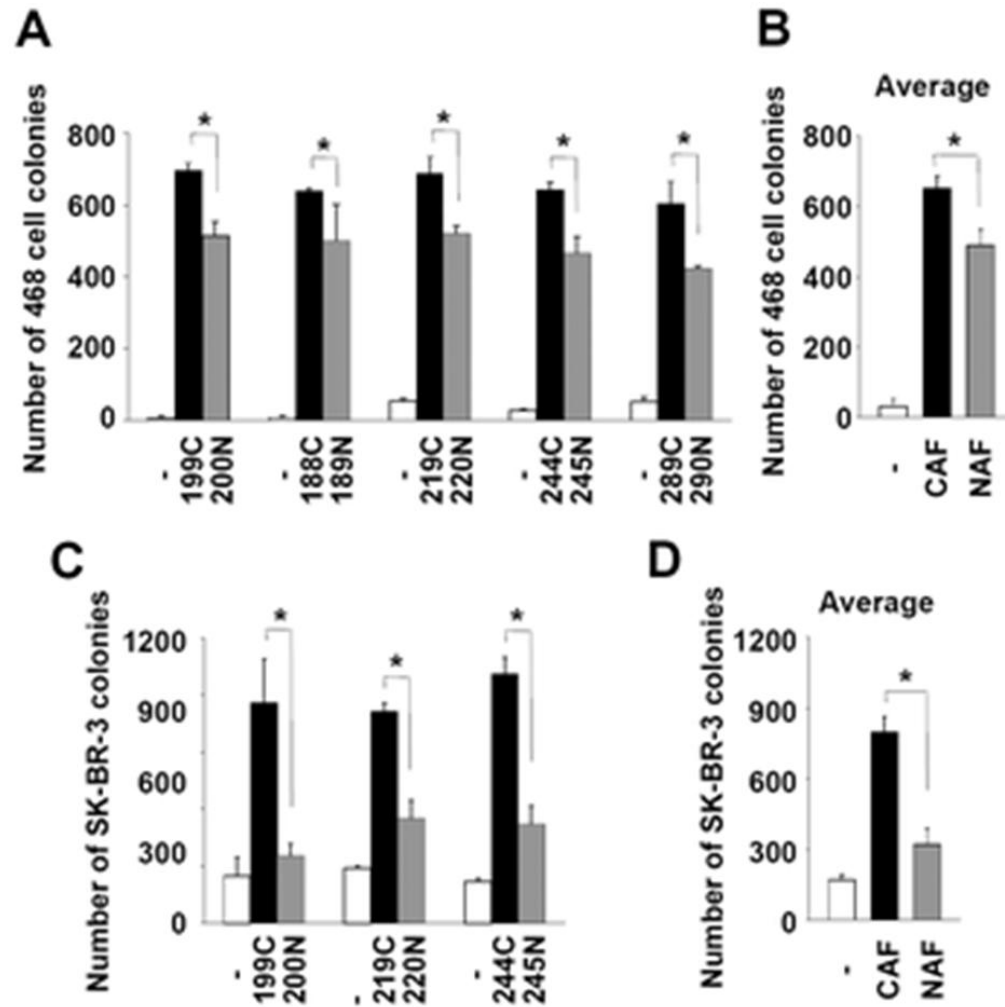 A
Number of 468 cell colonies
800
600
400
200
0
* * * * *
- 199C 200N - 188C 189N - 219C 220N - 244C 245N - 289C 290N
B
Average
Number of 468 cell colonies
800
600
400
200
0
*
- CAF NAF
C
Number of SK-BR-3 colonies
1200
900
600
300
0
* * *
- 199C 200N - 219C 220N - 244C 245N
D
Average
Number of SK-BR-3 colonies
1200
900
600
300
0
*
- CAF NAF